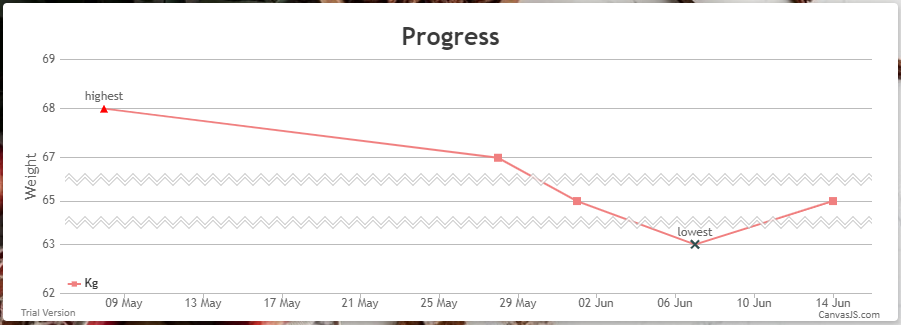 Progress
69
highest
68
67
Weight
65
lowest
63
Kg
62
09 May 13 May 17 May 21 May 25 May 29 May 02 Jun 06 Jun 10 Jun 14 Jun
Trial Version CanvasJS.com